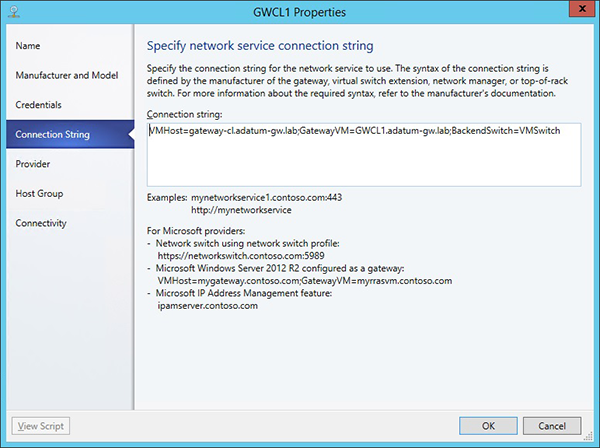 GWCL1 Properties
x
Name
Manufacturer and Model
Credentials
Connection String
Provider
Host Group
Connectivity
Specify network service connection string
Specify the connection string for the network service to use. The syntax of the connection string is
defined by the manufacturer of the gateway, virtual switch extension, network manager, or top-of-rack
switch. For more information about the required syntax, refer to the manufacturer's documentation.
Connection string:
VMHost=gateway-cl.adatum-gw.lab;GatewayVM=GWCL1.adatum-gw.lab;BackendSwitch=VMSwitch
Examples: mynetworkservice1.contoso.com:443
http://mynetworkservice
For Microsoft providers:
- Network switch using network switch profile:
https://networkswitch.contoso.com:5989
- Microsoft Windows Server 2012 R2 configured as a gateway:
VMHost=mygateway.contoso.com;GatewayVM=myrrasvm.contoso.com
- Microsoft IP Address Management feature:
ipamserver.contoso.com
View Script
OK
Cancel